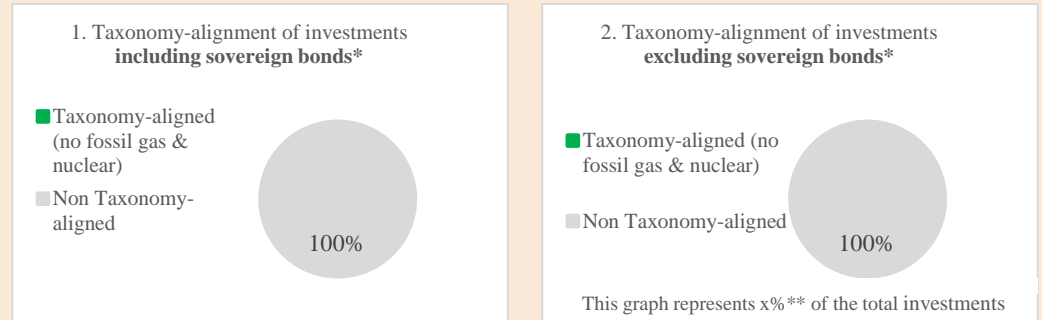 1. Taxonomy-alignment of investments
including sovereign bonds*
Taxonomy-aligned
(no fossil gas &
nuclear)
Non Taxonomy-
aligned
100%
2. Taxonomy-alignment of investments
excluding sovereign bonds*
Taxonomy-aligned (no
fossil gas & nuclear)
Non Taxonomy-aligned
100%
This graph represents x%** of the total investments